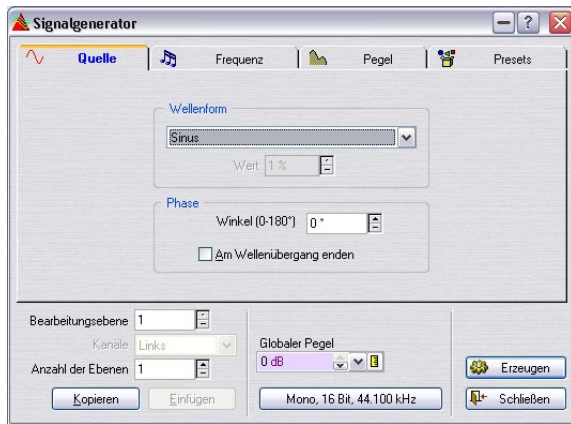 Signalgenerator
Quelle Frequenz Pegel Presets
Wellenform
Sinus
Wert 1 %
Phase
Winkel (0-180°) 0 °
Am Wellenübergang enden
Bearbeitungsebene 1
Kanäle Links
Anzahl der Ebenen 1
Kopieren Einfügen
Globaler Pegel
0 dB
Mono, 16 Bit, 44.100 kHz
Erzeugen
Schließen